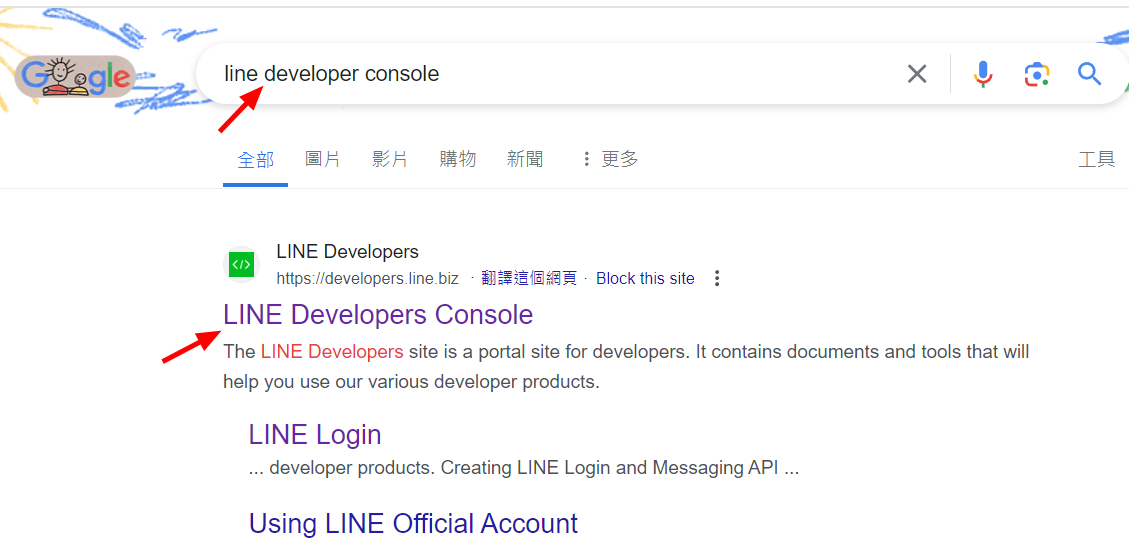 Google
line developer console
全部 圖片 影片 購物 新聞 更多 工具
LINE Developers
https://developers.line.biz · 翻譯這個網頁 · Block this site
LINE Developers Console
The LINE Developers site is a portal site for developers. It contains documents and tools that will
help you use our various developer products.
LINE Login
... developer products. Creating LINE Login and Messaging API ...
Using LINE Official Account